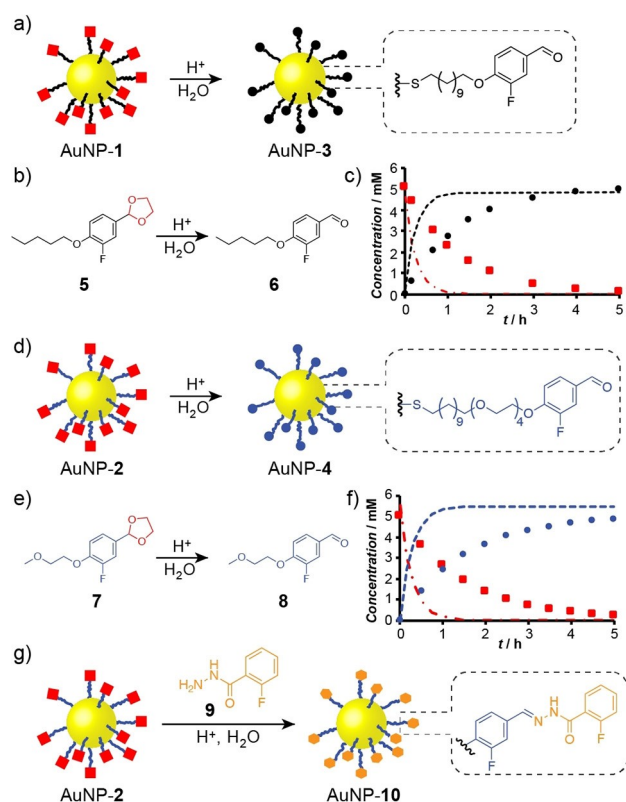 a)
H⁺
H₂O
AuNP-1
AuNP-3
S
9
O
F
O
b)
O
O
O
F
5
H⁺
H₂O
O
O
F
6
c)
Concentration / mM
6
5
4
3
2
1
0
0 1 2 3 4 5
t / h
d)
H⁺
H₂O
AuNP-2
AuNP-4
S
9
O
4
O
F
O
e)
O
O
O
O
F
7
H⁺
H₂O
O
O
F
O
8
f)
Concentration / mM
6
5
4
3
2
1
0
0 1 2 3 4 5
t / h
g)
AuNP-2
H₂N
H
N
O
F
9
H⁺, H₂O
AuNP-10
F
N
H
N
O
F